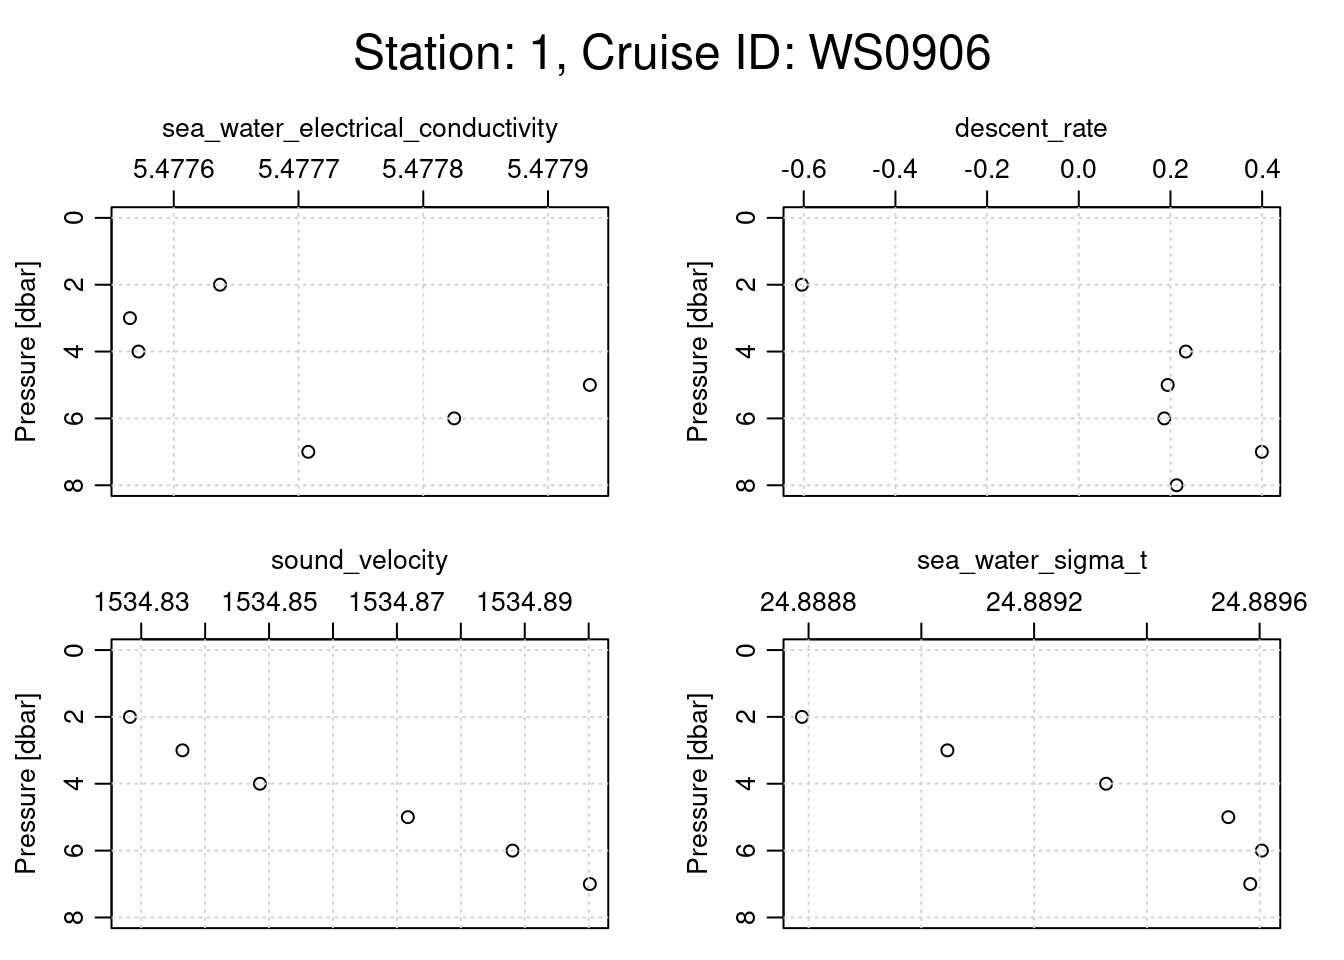 Station: 1, Cruise ID: WS0906
sea_water_electrical_conductivity
5.4776 5.4777 5.4778 5.4779
Pressure [dbar]
0
2
4
6
8
descent_rate
-0.6 -0.4 -0.2 0.0 0.2 0.4
Pressure [dbar]
0
2
4
6
8
sound_velocity
1534.83 1534.85 1534.87 1534.89
Pressure [dbar]
0
2
4
6
8
sea_water_sigma_t
24.8888 24.8892 24.8896
Pressure [dbar]
0
2
4
6
8